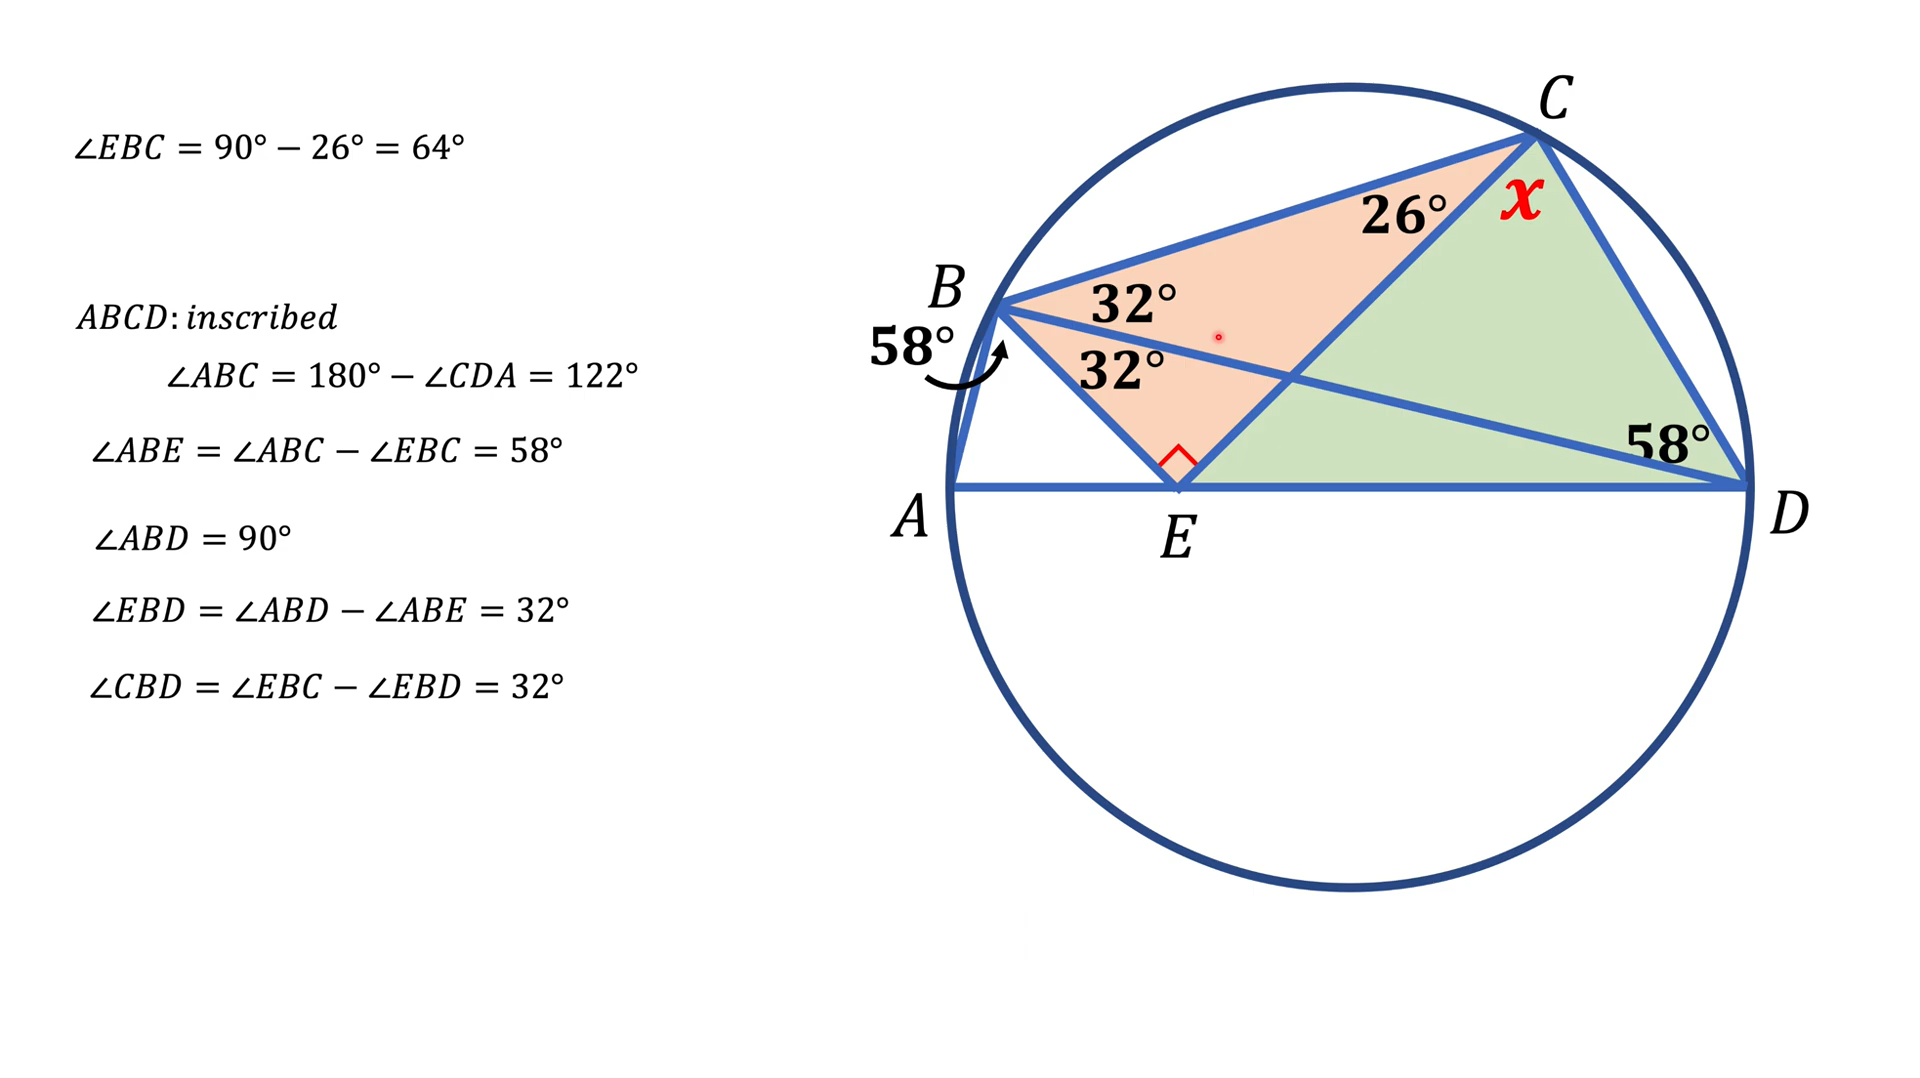 ∠EBC = 90° − 26° = 64°
ABCD: inscribed
∠ABC = 180° − ∠CDA = 122°
∠ABE = ∠ABC − ∠EBC = 58°
∠ABD = 90°
∠EBD = ∠ABD − ∠ABE = 32°
∠CBD = ∠EBC − ∠EBD = 32°
C
x
26°
B
32°
58°
32°
58°
A
E
D